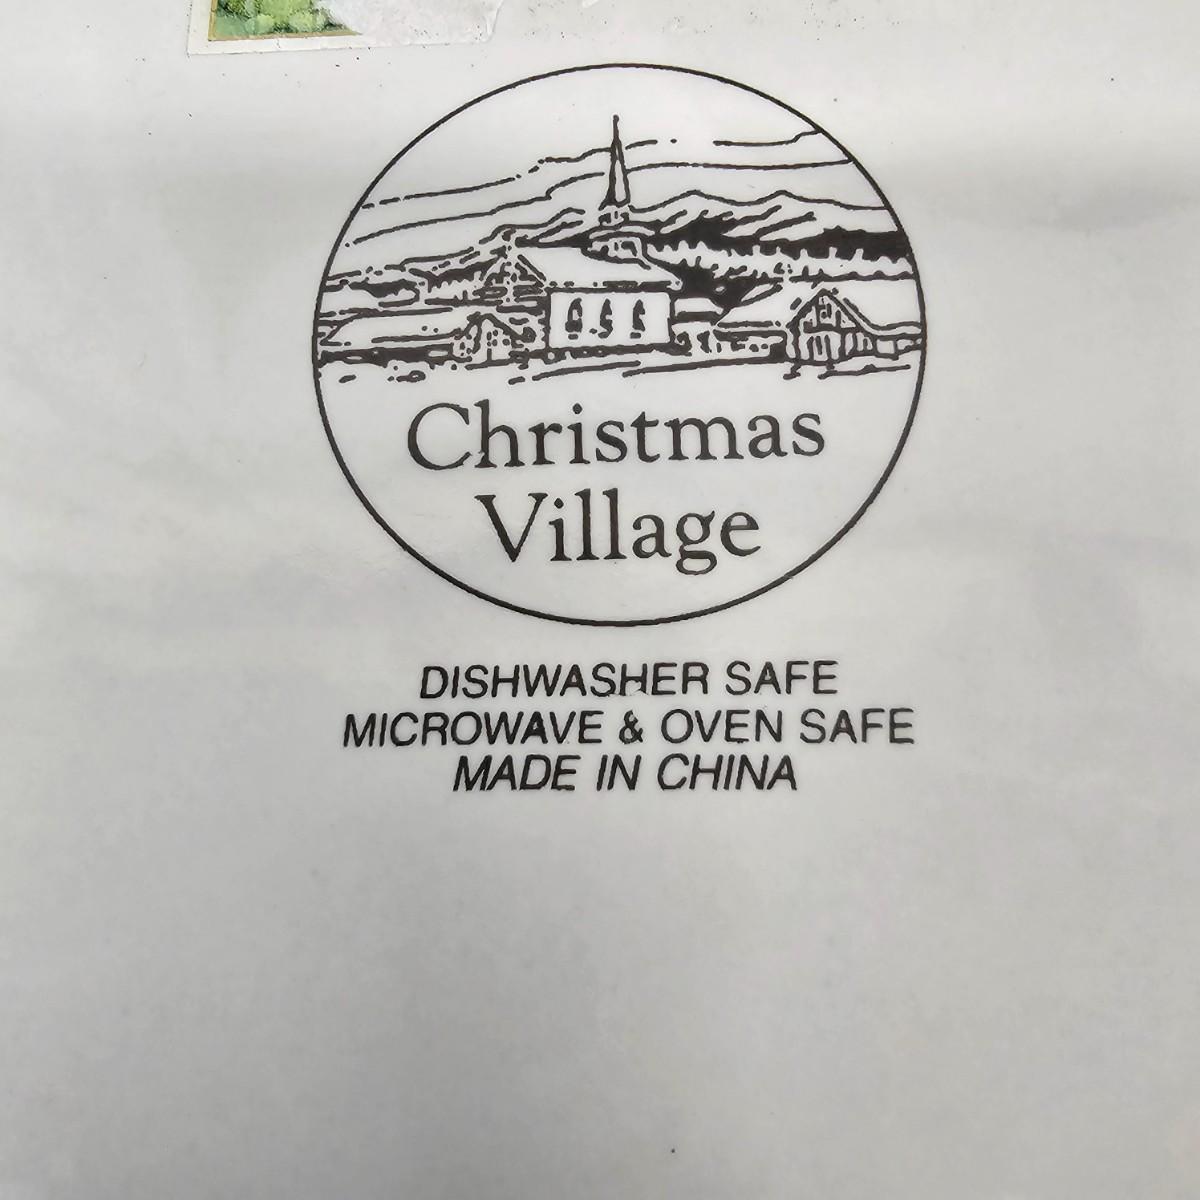 Christmas
Village
DISHWASHER SAFE
MICROWAVE & OVEN SAFE
MADE IN CHINA